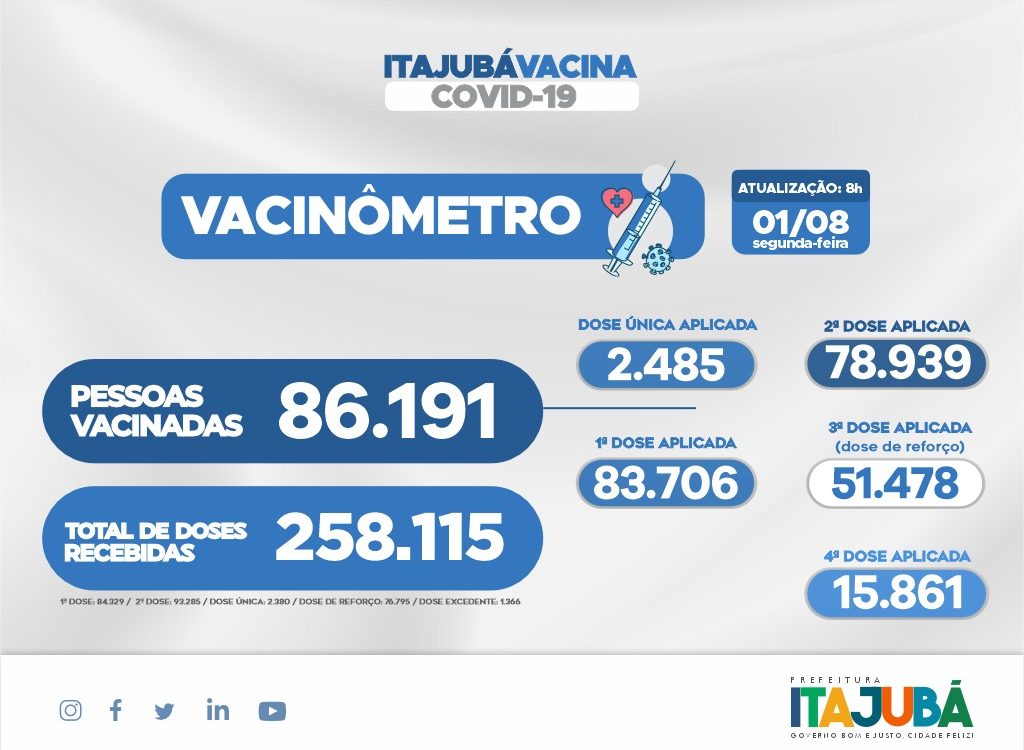 ITAJUBÁVACINA
COVID-19
VACINÔMETRO
ATUALIZAÇÃO: 8h
01/08
segunda-feira
PESSOAS
VACINADAS
86.191
DOSE ÚNICA APLICADA
2.485
1ª DOSE APLICADA
83.706
2ª DOSE APLICADA
78.939
3ª DOSE APLICADA
(dose de reforço)
51.478
4ª DOSE APLICADA
15.861
TOTAL DE DOSES
RECEBIDAS
258.115
1ª DOSE: 84.329 / 2ª DOSE: 93.285 / DOSE ÚNICA: 2.380 / DOSE DE REFORÇO: 76.795 / DOSE EXCEDENTE: 1.366
PREFEITURA
ITAJUBÁ
GOVERNO BOM E JUSTO, CIDADE FELIZ!